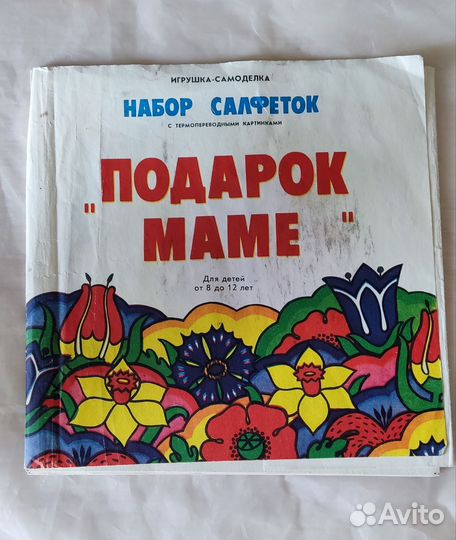 ИГРУШКА-САМОДЕЛКА
НАБОР САЛФЕТОК
С ТЕРМОПЕРЕВОДНЫМИ КАРТИНКАМИ
"ПОДАРОК
МАМЕ"
Для детей
от 8 до 12 лет
Avito